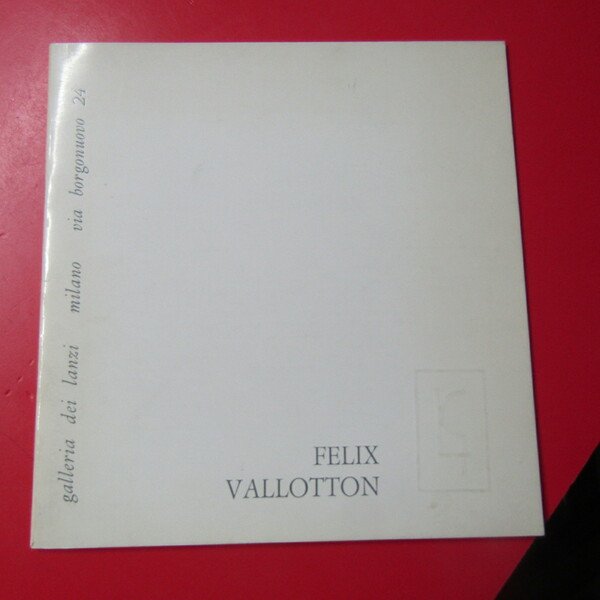 galleria dei lanzi milano via borgonuovo 24
FELIX
VALLOTTON